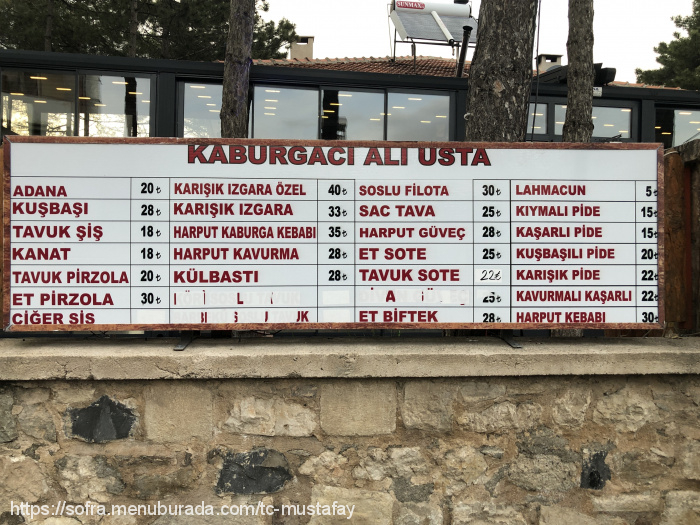 SUNMAX
KABURGACI ALİ USTA
ADANA 20₺ KARIŞIK IZGARA ÖZEL 40₺ SOSLU FİLOTA 30₺ LAHMACUN 5₺
KUŞBAŞI 28₺ KARIŞIK IZGARA 33₺ SAC TAVA 25₺ KIYMALI PİDE 15₺
TAVUK ŞİŞ 18₺ HARPUT KABURGA KEBABI 35₺ HARPUT GÜVEÇ 28₺ KAŞARLI PİDE 15₺
KANAT 18₺ HARPUT KAVURMA 28₺ ET SOTE 25₺ KUŞBAŞILI PİDE 20₺
TAVUK PİRZOLA 20₺ KÜLBASTI 28₺ TAVUK SOTE 22₺ KARIŞIK PİDE 22₺
ET PİRZOLA 30₺ 25₺ KAVURMALI KAŞARLI 22₺
CİĞER ŞİS ET BİFTEK 28₺ HARPUT KEBABI 30₺
https://sofra.menuburada.com/tc-mustafay